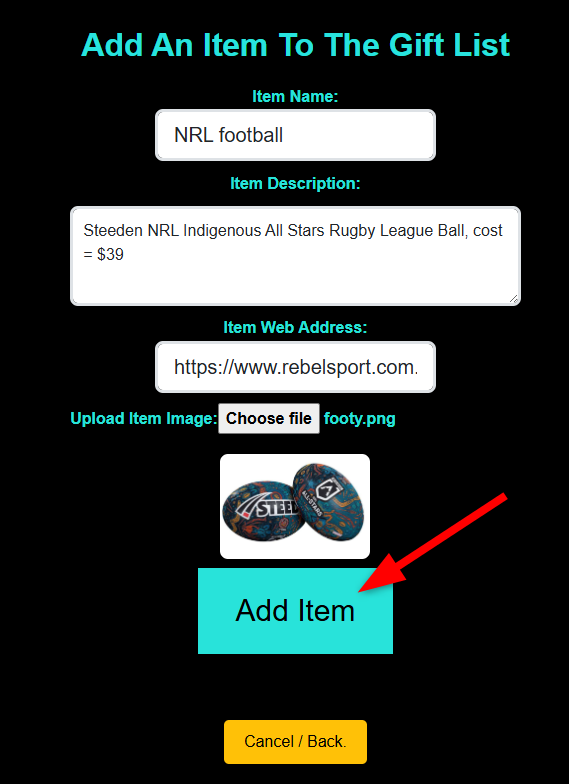 Add An Item To The Gift List
Item Name:
NRL football
Item Description:
Steeden NRL Indigenous All Stars Rugby League Ball, cost
= $39
Item Web Address:
https://www.rebelsport.com.
Upload Item Image: Choose file footy.png
STEED
ALL STARS
Add Item
Cancel / Back.